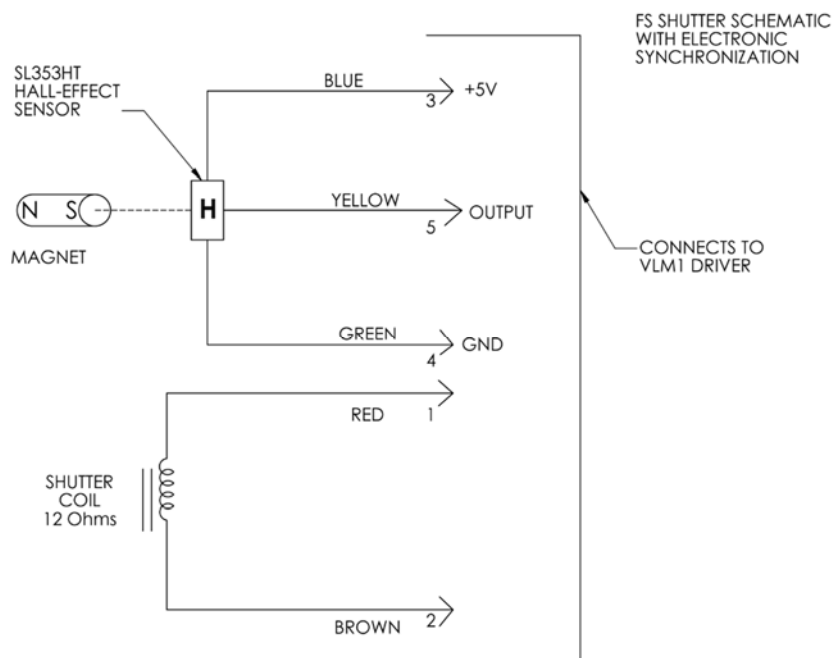 FS SHUTTER SCHEMATIC
WITH ELECTRONIC
SYNCHRONIZATION
SL353HT
HALL-EFFECT
SENSOR
BLUE
3
+5V
N S
H
MAGNET
YELLOW
5
OUTPUT
CONNECTS TO
VLM1 DRIVER
GREEN
4
GND
RED
1
SHUTTER
COIL
12 Ohms
BROWN
2